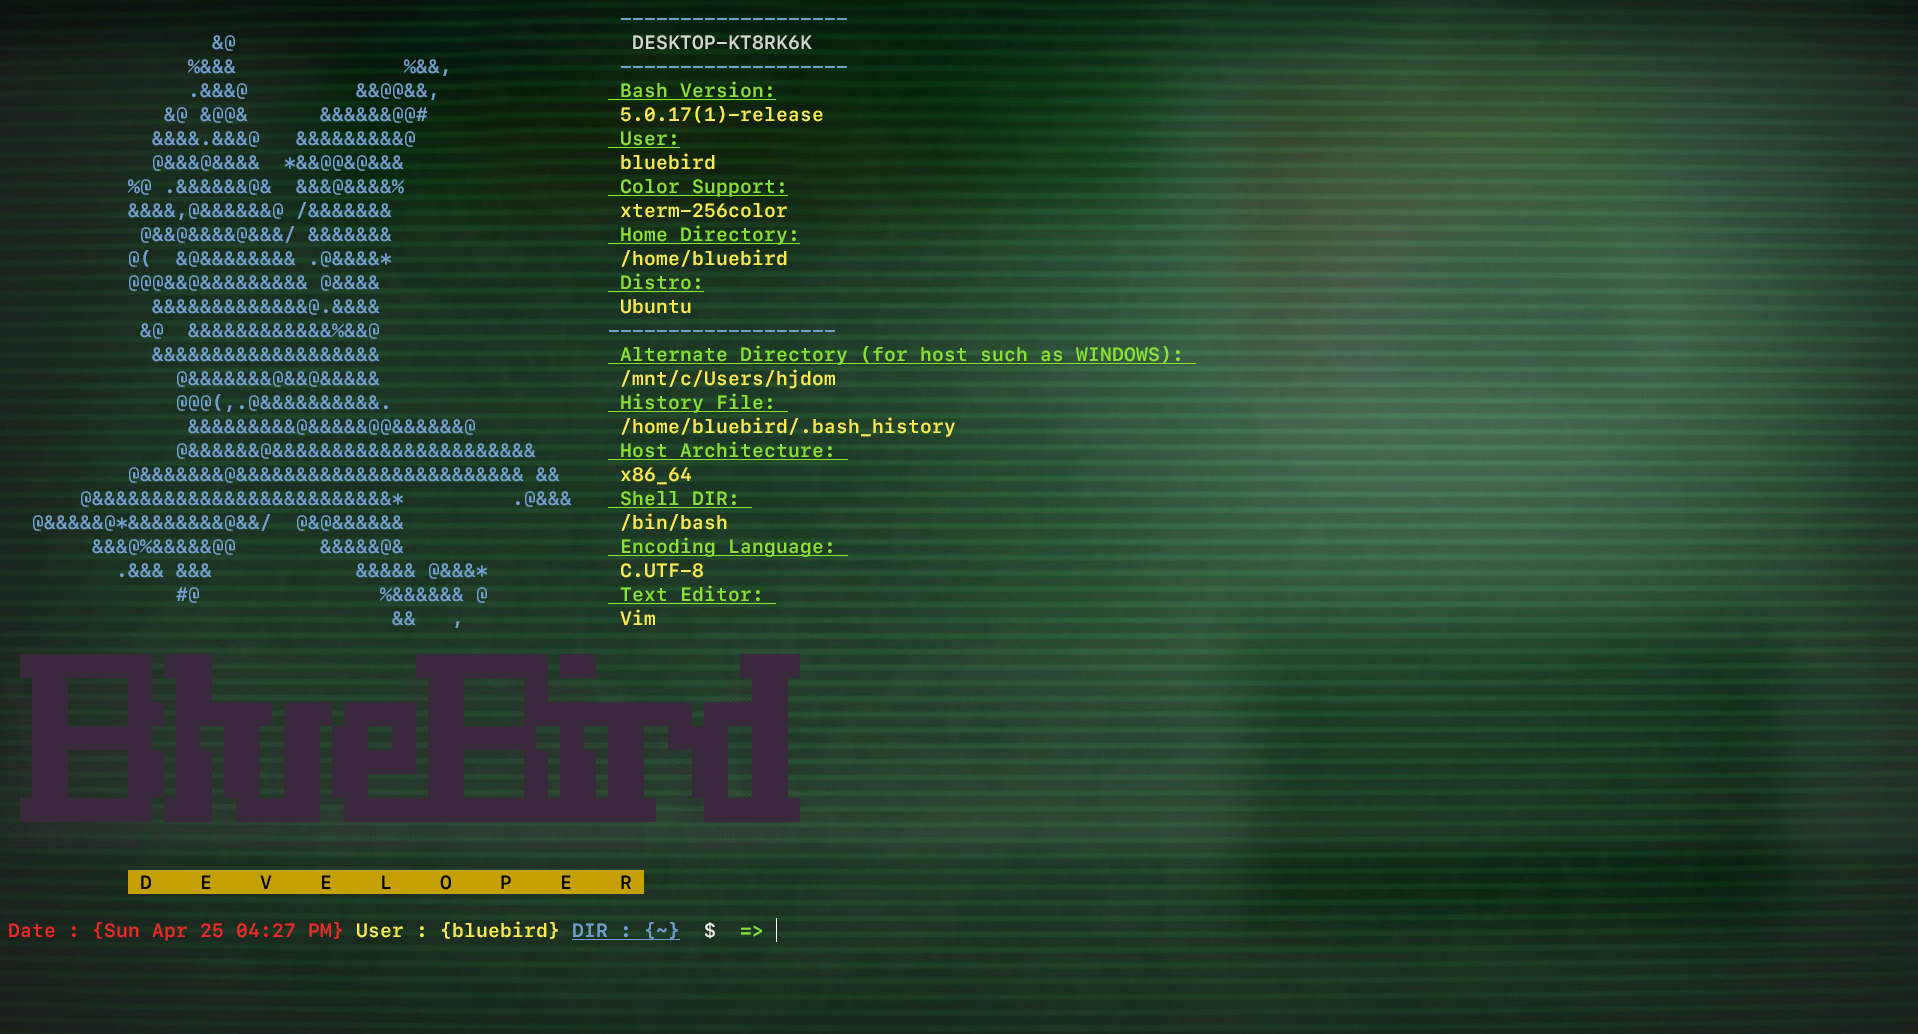 -------------------
DESKTOP-KT8RK6K
-------------------
Bash Version:
5.0.17(1)-release
User:
bluebird
Color Support:
xterm-256color
Home Directory:
/home/bluebird
Distro:
Ubuntu
-------------------
Alternate Directory (for host such as WINDOWS):
/mnt/c/Users/hjdom
History File:
/home/bluebird/.bash_history
Host Architecture:
x86_64
Shell DIR:
/bin/bash
Encoding Language:
C.UTF-8
Text Editor:
Vim
BlueBird
D E V E L O P E R
Date : {Sun Apr 25 04:27 PM} User : {bluebird} DIR : {~} $ =>